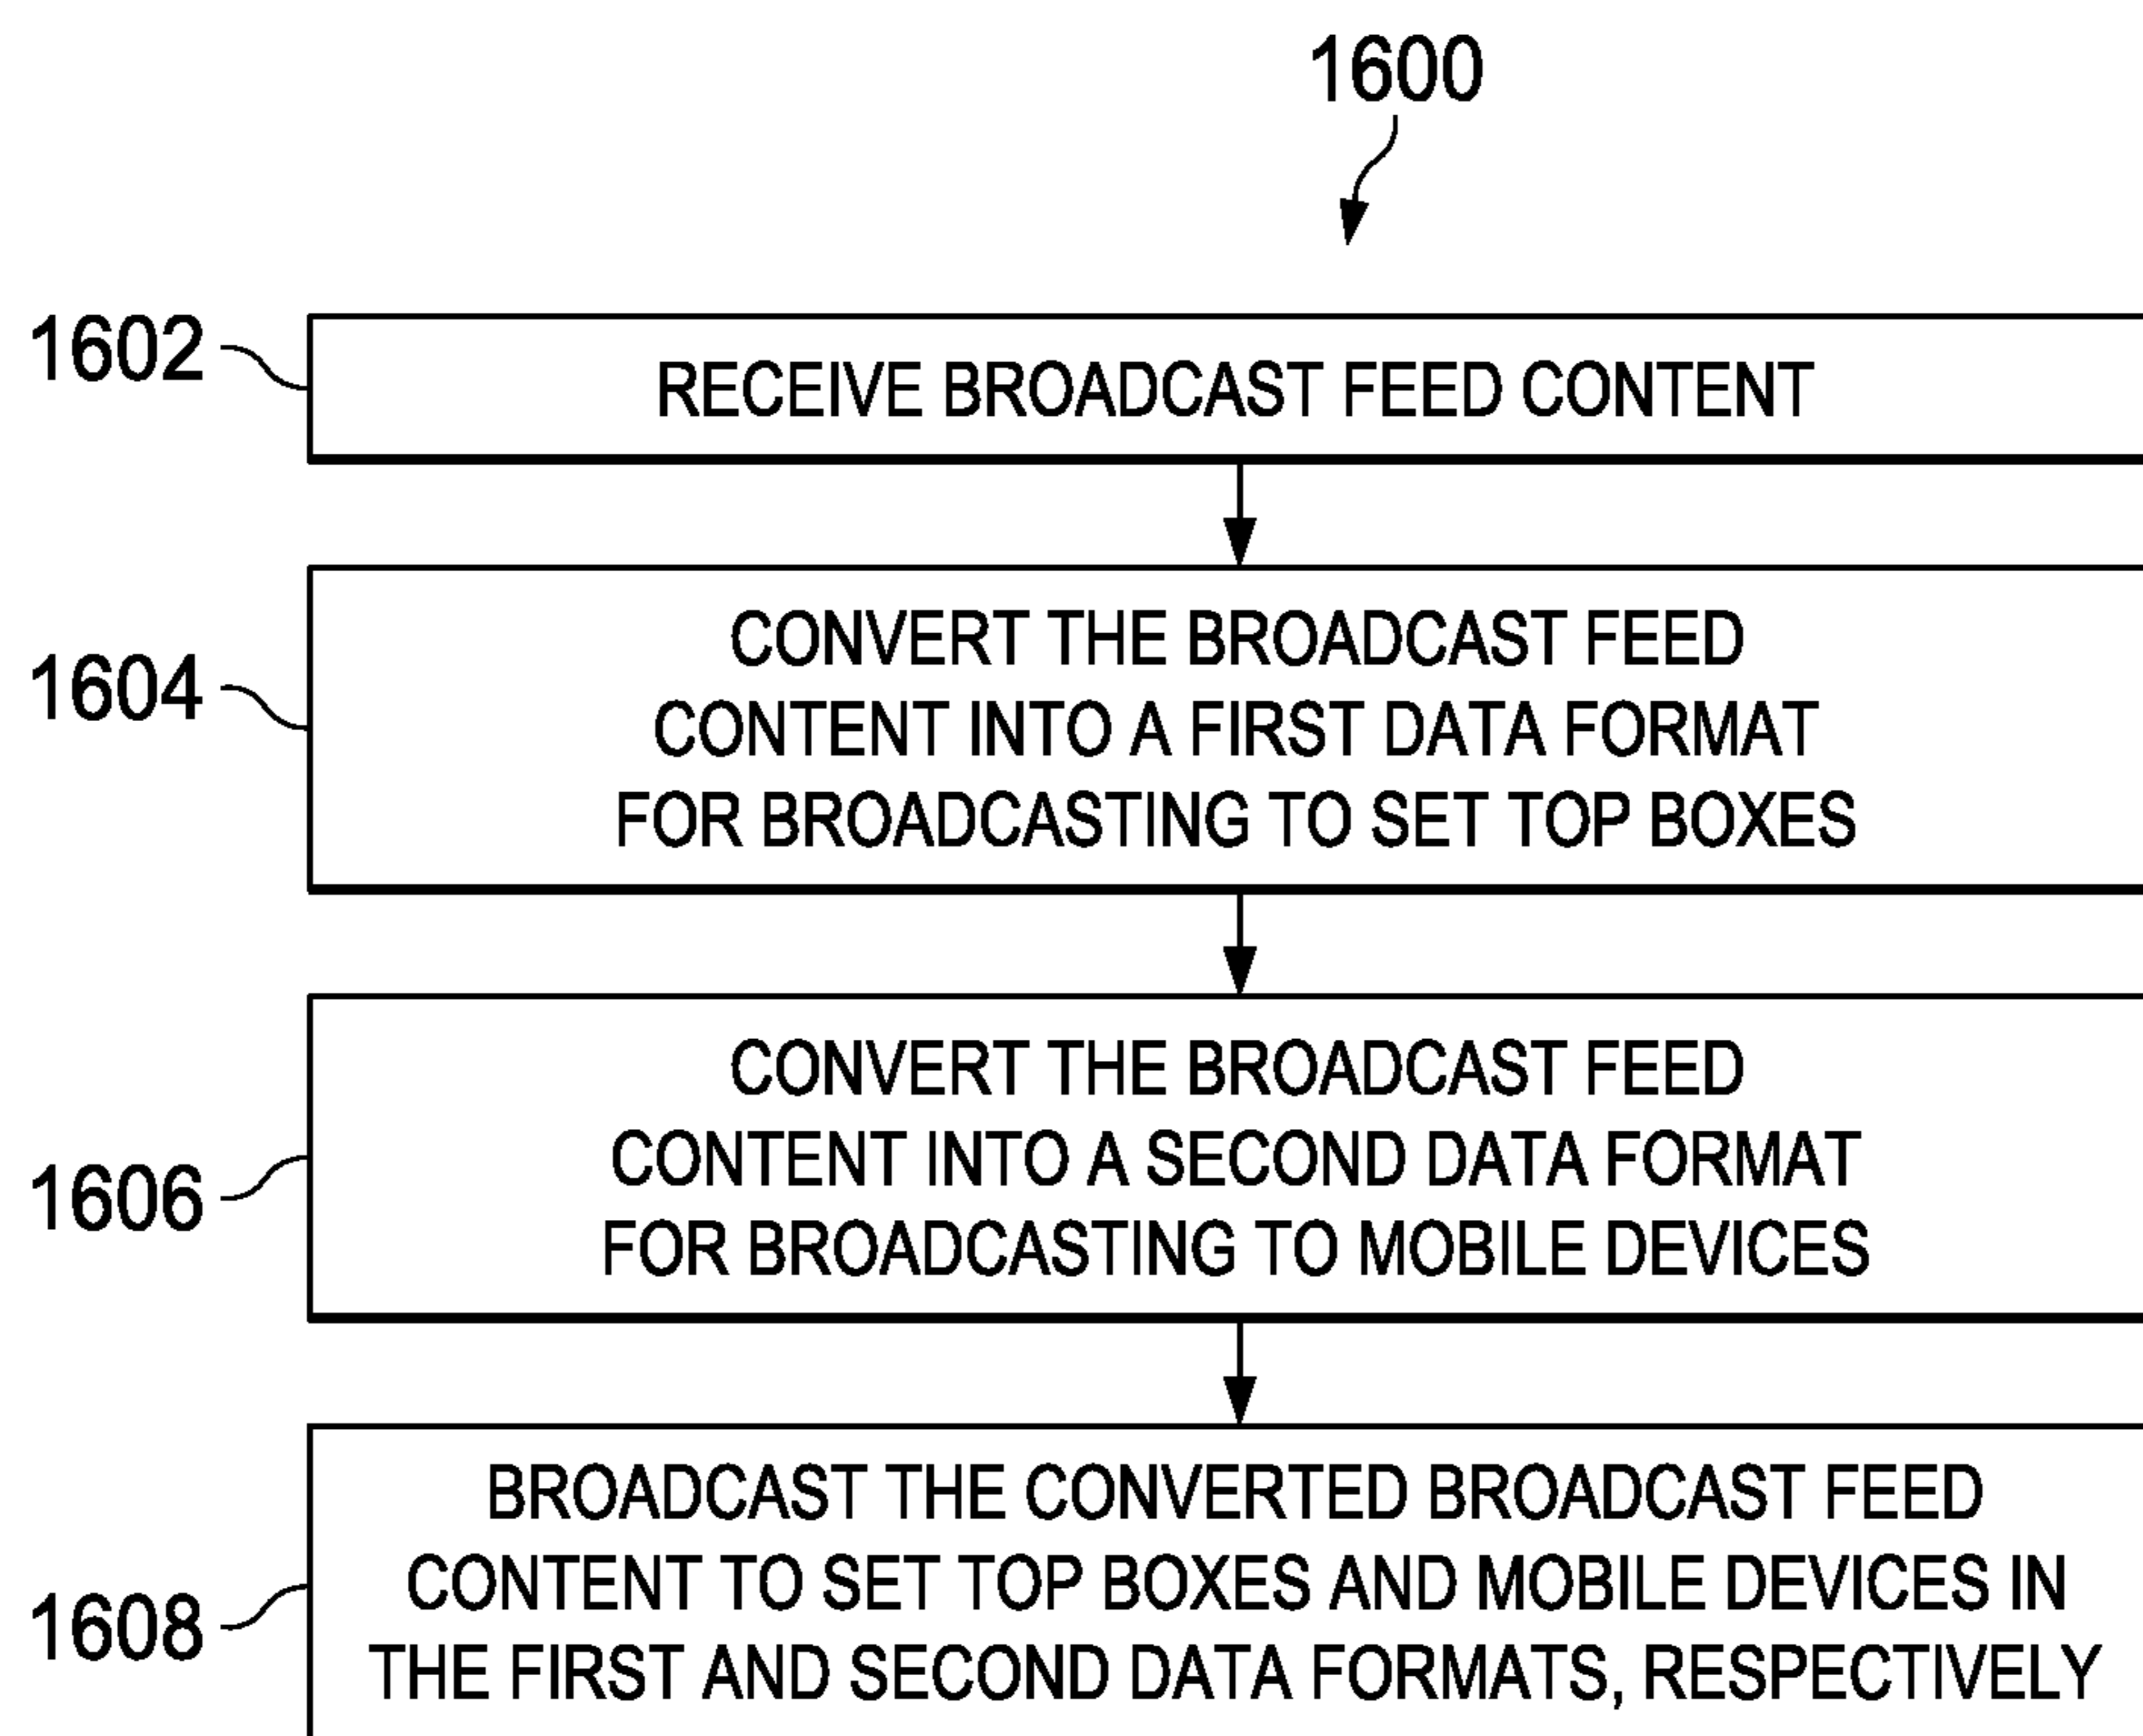 1600
1602
RECEIVE BROADCAST FEED CONTENT
1604
CONVERT THE BROADCAST FEED
CONTENT INTO A FIRST DATA FORMAT
FOR BROADCASTING TO SET TOP BOXES
1606
CONVERT THE BROADCAST FEED
CONTENT INTO A SECOND DATA FORMAT
FOR BROADCASTING TO MOBILE DEVICES
1608
BROADCAST THE CONVERTED BROADCAST FEED
CONTENT TO SET TOP BOXES AND MOBILE DEVICES IN
THE FIRST AND SECOND DATA FORMATS, RESPECTIVELY